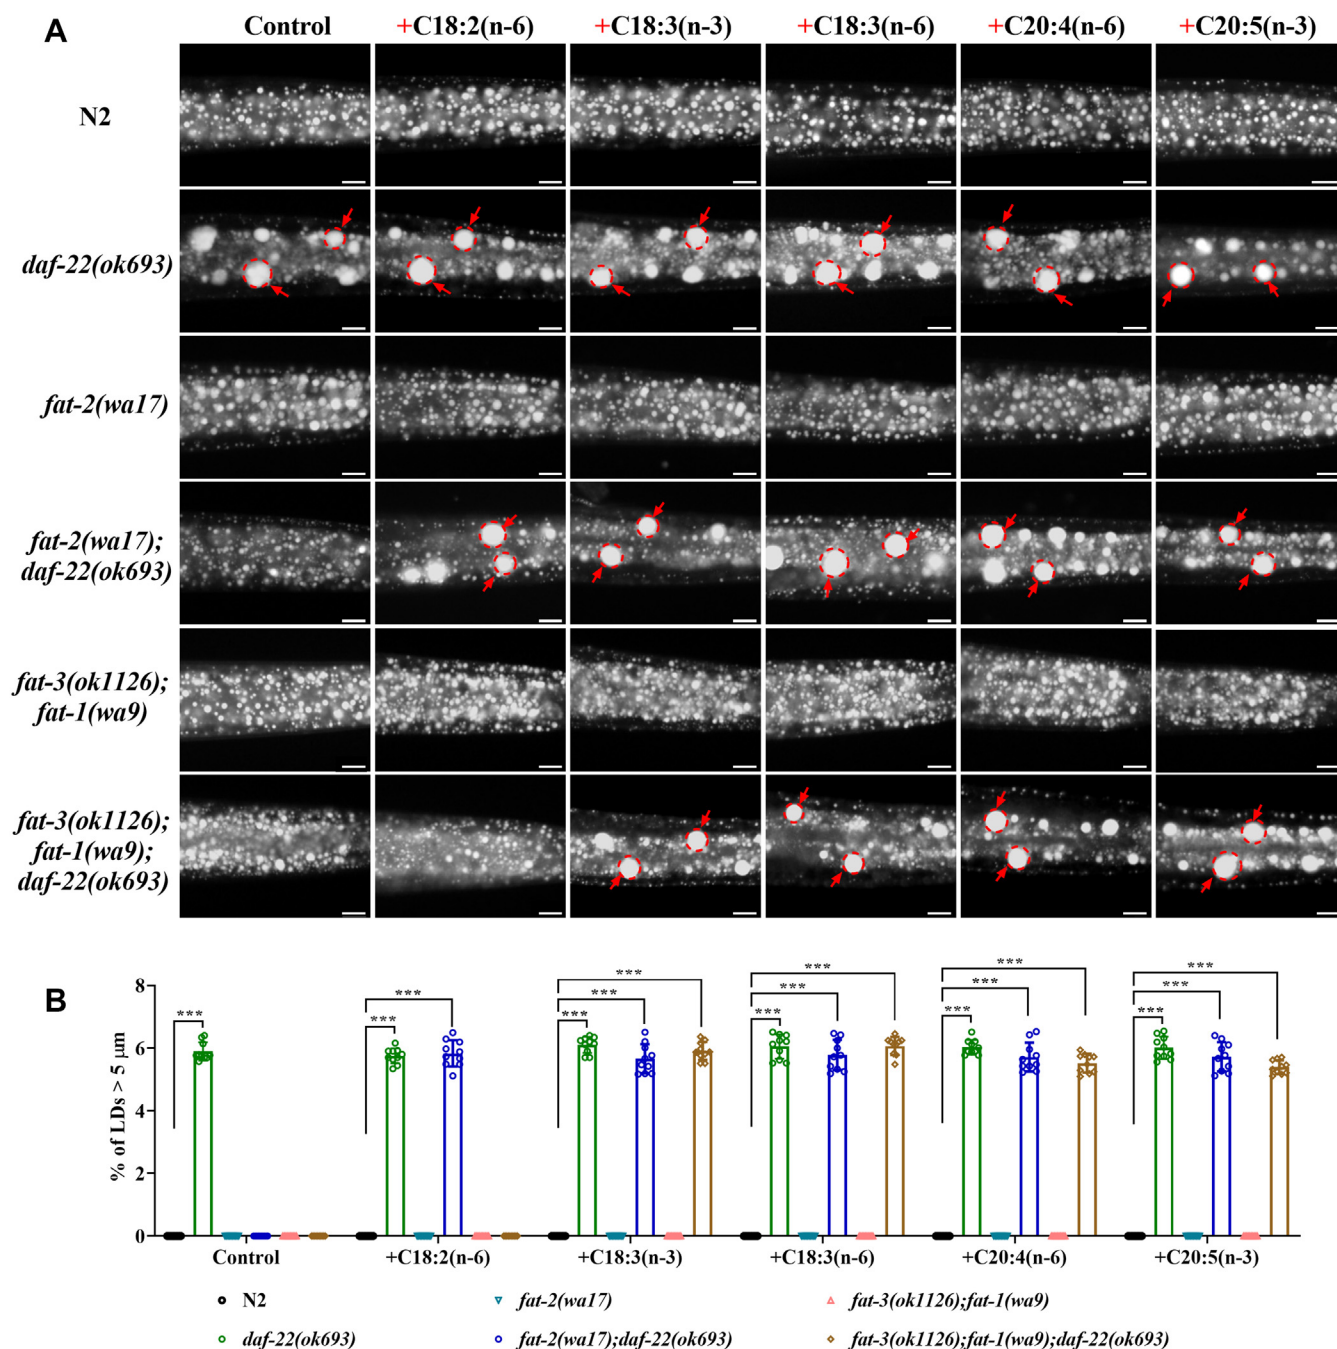 A
Control +C18:2(n-6) +C18:3(n-3) +C18:3(n-6) +C20:4(n-6) +C20:5(n-3)
N2
daf-22(ok693)
fat-2(wa17)
fat-2(wa17);
daf-22(ok693)
fat-3(ok1126);
fat-1(wa9)
fat-3(ok1126);
fat-1(wa9);
daf-22(ok693)
B
% of LDs > 5 μm
8
6
4
2
0
*** *** *** *** *** *** *** *** *** *** *** *** *** *** ***
Control +C18:2(n-6) +C18:3(n-3) +C18:3(n-6) +C20:4(n-6) +C20:5(n-3)
N2 fat-2(wa17) fat-3(ok1126);fat-1(wa9)
daf-22(ok693) fat-2(wa17);daf-22(ok693) fat-3(ok1126);fat-1(wa9);daf-22(ok693)